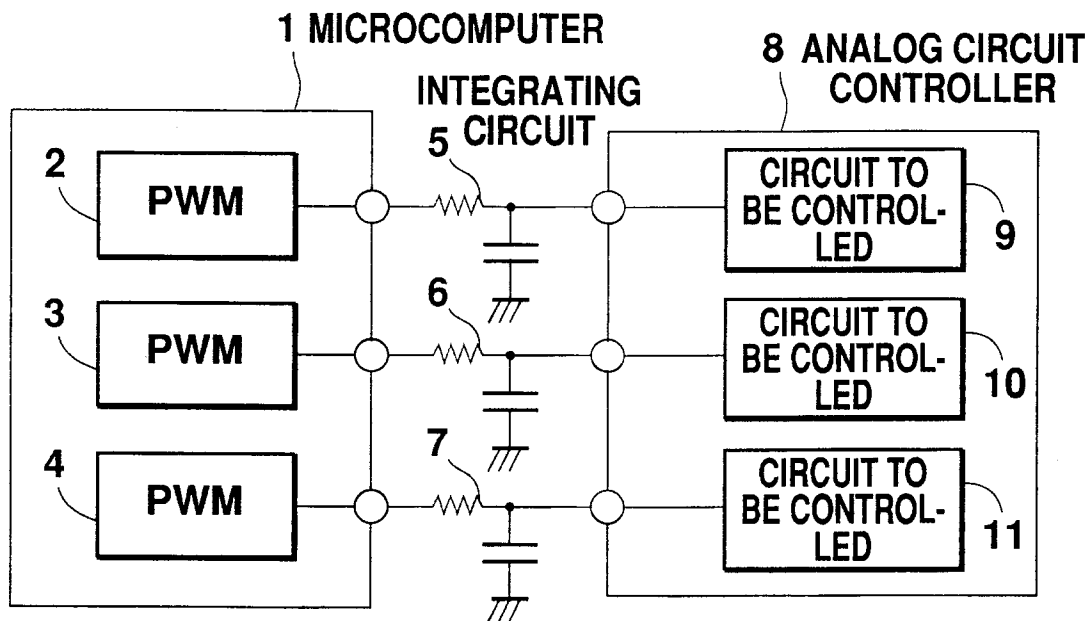 1 MICROCOMPUTER
8 ANALOG CIRCUIT
CONTROLLER
INTEGRATING
CIRCUIT
2
PWM
5
CIRCUIT TO
BE CONTROL-
LED
9
3
PWM
6
CIRCUIT TO
BE CONTROL-
LED
10
4
PWM
7
CIRCUIT TO
BE CONTROL-
LED
11